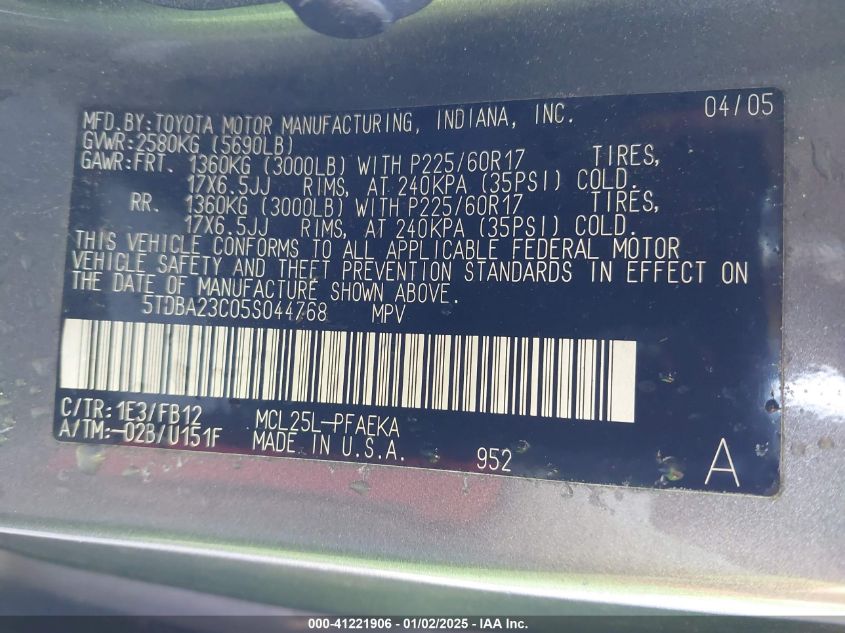 MFD.BY:TOYOTA MOTOR MANUFACTURING, INDIANA, INC. 04/05
GVWR:2580KG (5690LB)
GAWR:FRT. 1360KG (3000LB) WITH P225/60R17 TIRES,
17X6.5JJ RIMS, AT 240KPA (35PSI) COLD.
RR. 1360KG (3000LB) WITH P225/60R17 TIRES,
17X6.5JJ RIMS, AT 240KPA (35PSI) COLD.
THIS VEHICLE CONFORMS TO ALL APPLICABLE FEDERAL MOTOR
VEHICLE SAFETY AND THEFT PREVENTION STANDARDS IN EFFECT ON
THE DATE OF MANUFACTURE SHOWN ABOVE.
5TDBA23C05S044768 MPV
C/TR:1E3/FB12 MCL25L-PFAEKA
A/TM:-02B/U151F MADE IN U.S.A. 952 A
000-41221906 - 01/02/2025 - IAA Inc.